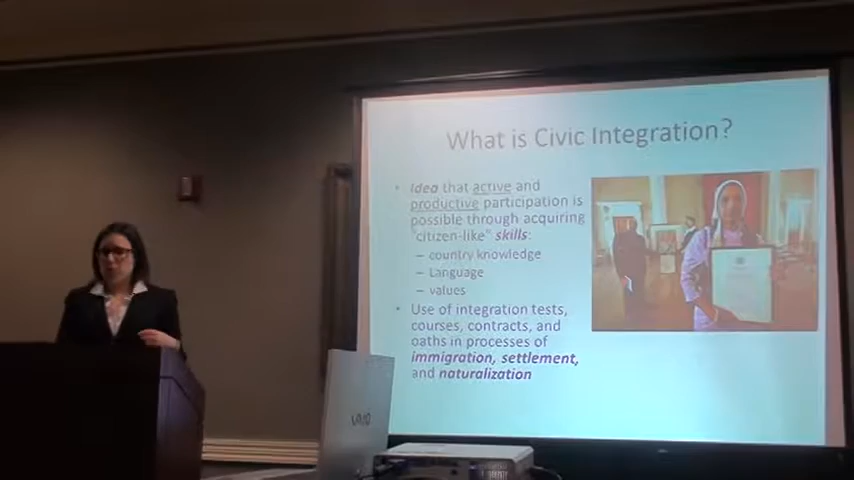 What is Civic Integration?
• Idea that active and
productive participation is
possible through acquiring
"citizen-like" skills:
– country knowledge
– Language
– values
• Use of integration tests,
courses, contracts, and
oaths in processes of
immigration, settlement,
and naturalization
VAIO